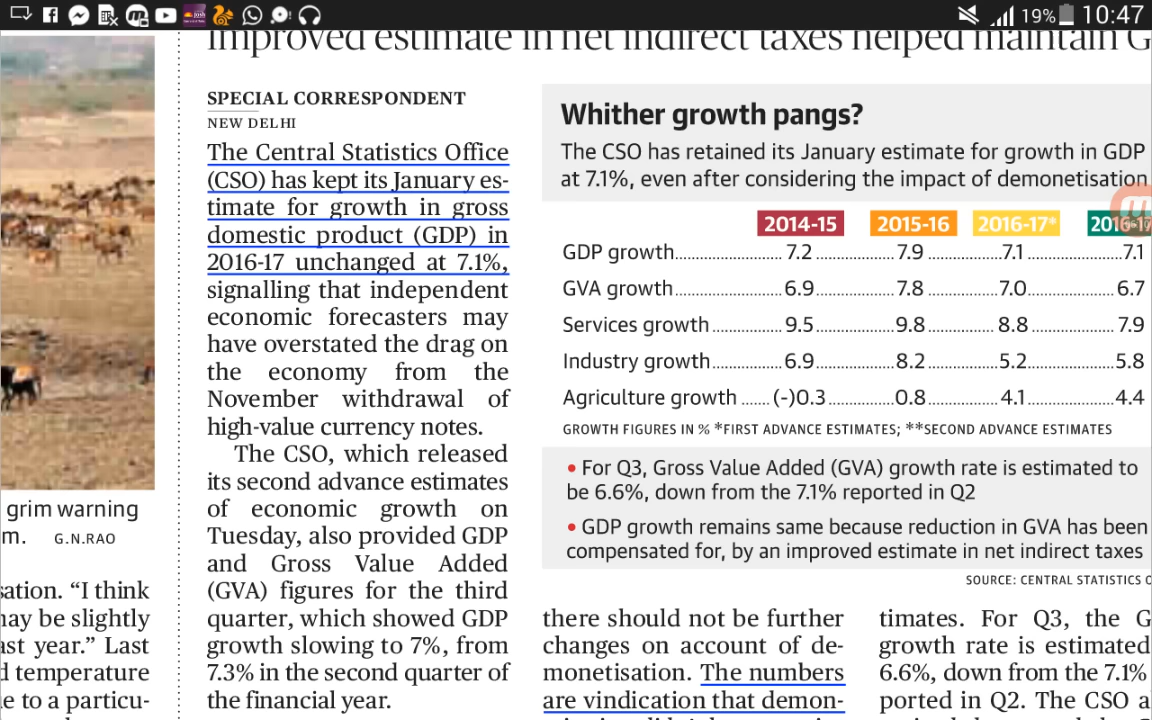 19% 10:47
Improved estimate in net indirect taxes helped maintain G
grim warning
m. G.N.RAO
sation. "I think
may be slightly
ast year." Last
d temperature
e to a particu-
SPECIAL CORRESPONDENT
NEW DELHI
The Central Statistics Office
(CSO) has kept its January es-
timate for growth in gross
domestic product (GDP) in
2016-17 unchanged at 7.1%,
signalling that independent
economic forecasters may
have overstated the drag on
the economy from the
November withdrawal of
high-value currency notes.
The CSO, which released
its second advance estimates
of economic growth on
Tuesday, also provided GDP
and Gross Value Added
(GVA) figures for the third
quarter, which showed GDP
growth slowing to 7%, from
7.3% in the second quarter of
the financial year.
Whither growth pangs?
The CSO has retained its January estimate for growth in GDP
at 7.1%, even after considering the impact of demonetisation
2014-15 2015-16 2016-17* 2016-17
GDP growth 7.2 7.9 7.1 7.1
GVA growth 6.9 7.8 7.0 6.7
Services growth 9.5 9.8 8.8 7.9
Industry growth 6.9 8.2 5.2 5.8
Agriculture growth (-)0.3 0.8 4.1 4.4
GROWTH FIGURES IN % *FIRST ADVANCE ESTIMATES; **SECOND ADVANCE ESTIMATES
• For Q3, Gross Value Added (GVA) growth rate is estimated to
be 6.6%, down from the 7.1% reported in Q2
• GDP growth remains same because reduction in GVA has been
compensated for, by an improved estimate in net indirect taxes
SOURCE: CENTRAL STATISTICS
there should not be further
changes on account of de-
monetisation. The numbers
are vindication that demon-
timates. For Q3, the G
growth rate is estimated
6.6%, down from the 7.1%
ported in Q2. The CSO a